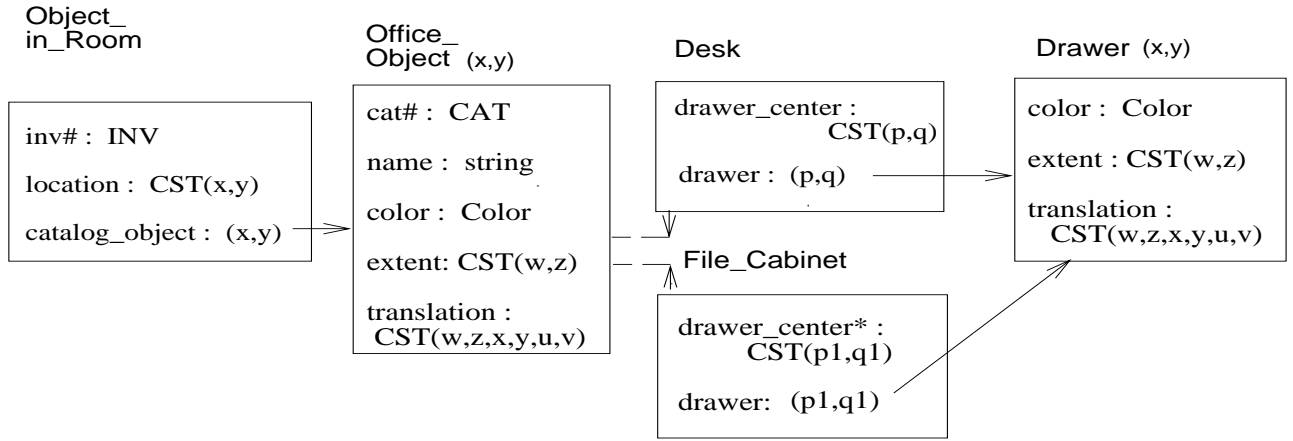 Object_
in_Room
inv# : INV
location : CST(x,y)
catalog_object : (x,y)
Office_
Object (x,y)
cat# : CAT
name : string
color : Color
extent: CST(w,z)
translation :
CST(w,z,x,y,u,v)
Desk
drawer_center :
CST(p,q)
drawer : (p,q)
File_Cabinet
drawer_center* :
CST(p1,q1)
drawer: (p1,q1)
Drawer (x,y)
color : Color
extent : CST(w,z)
translation :
CST(w,z,x,y,u,v)